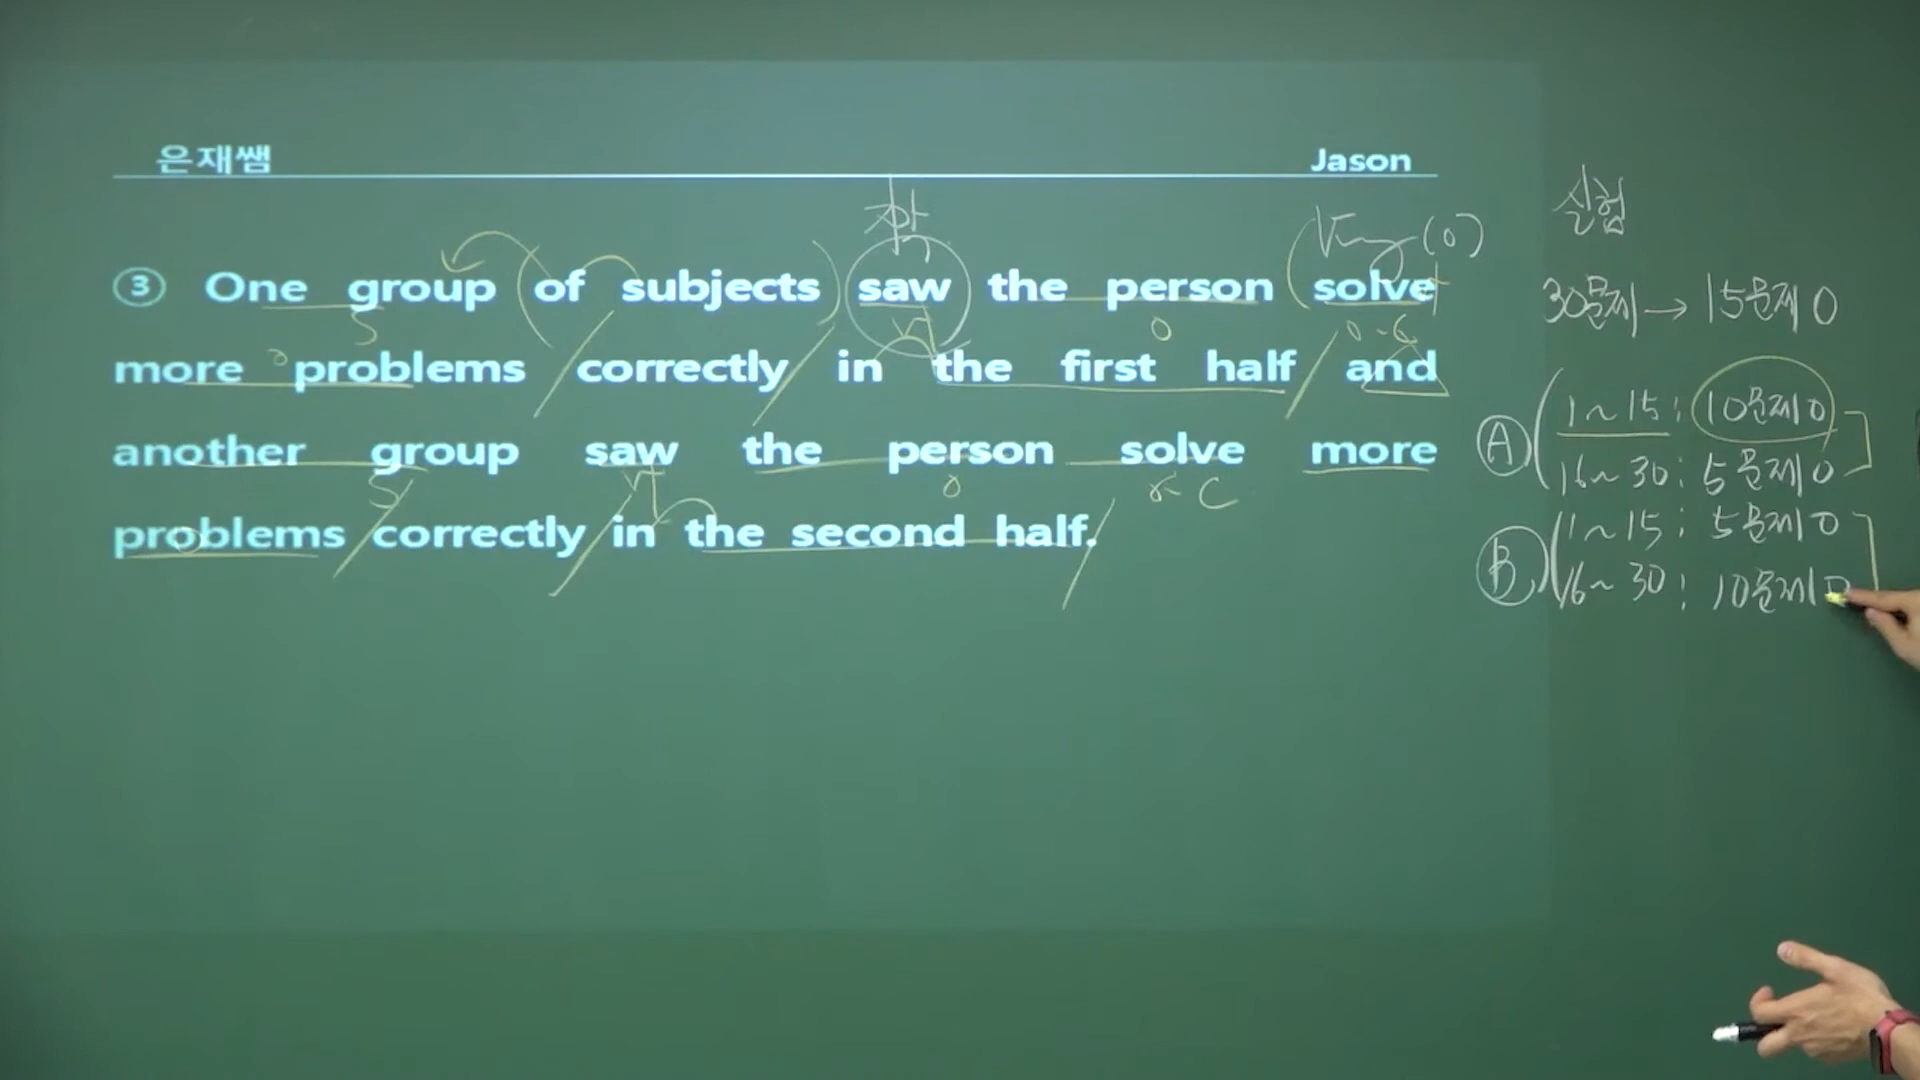 은재쌤 Jason
지각
Ving (O)
③ One group of subjects saw the person solve
S V O O.C
more problems correctly in the first half and
another group saw the person solve more
S V O O.C
problems correctly in the second half.
실험
30문제 → 15문제 O
A 1~15 : 10문제 O
16~30 : 5문제 O
B 1~15 : 5문제 O
16~30 : 10문제 O